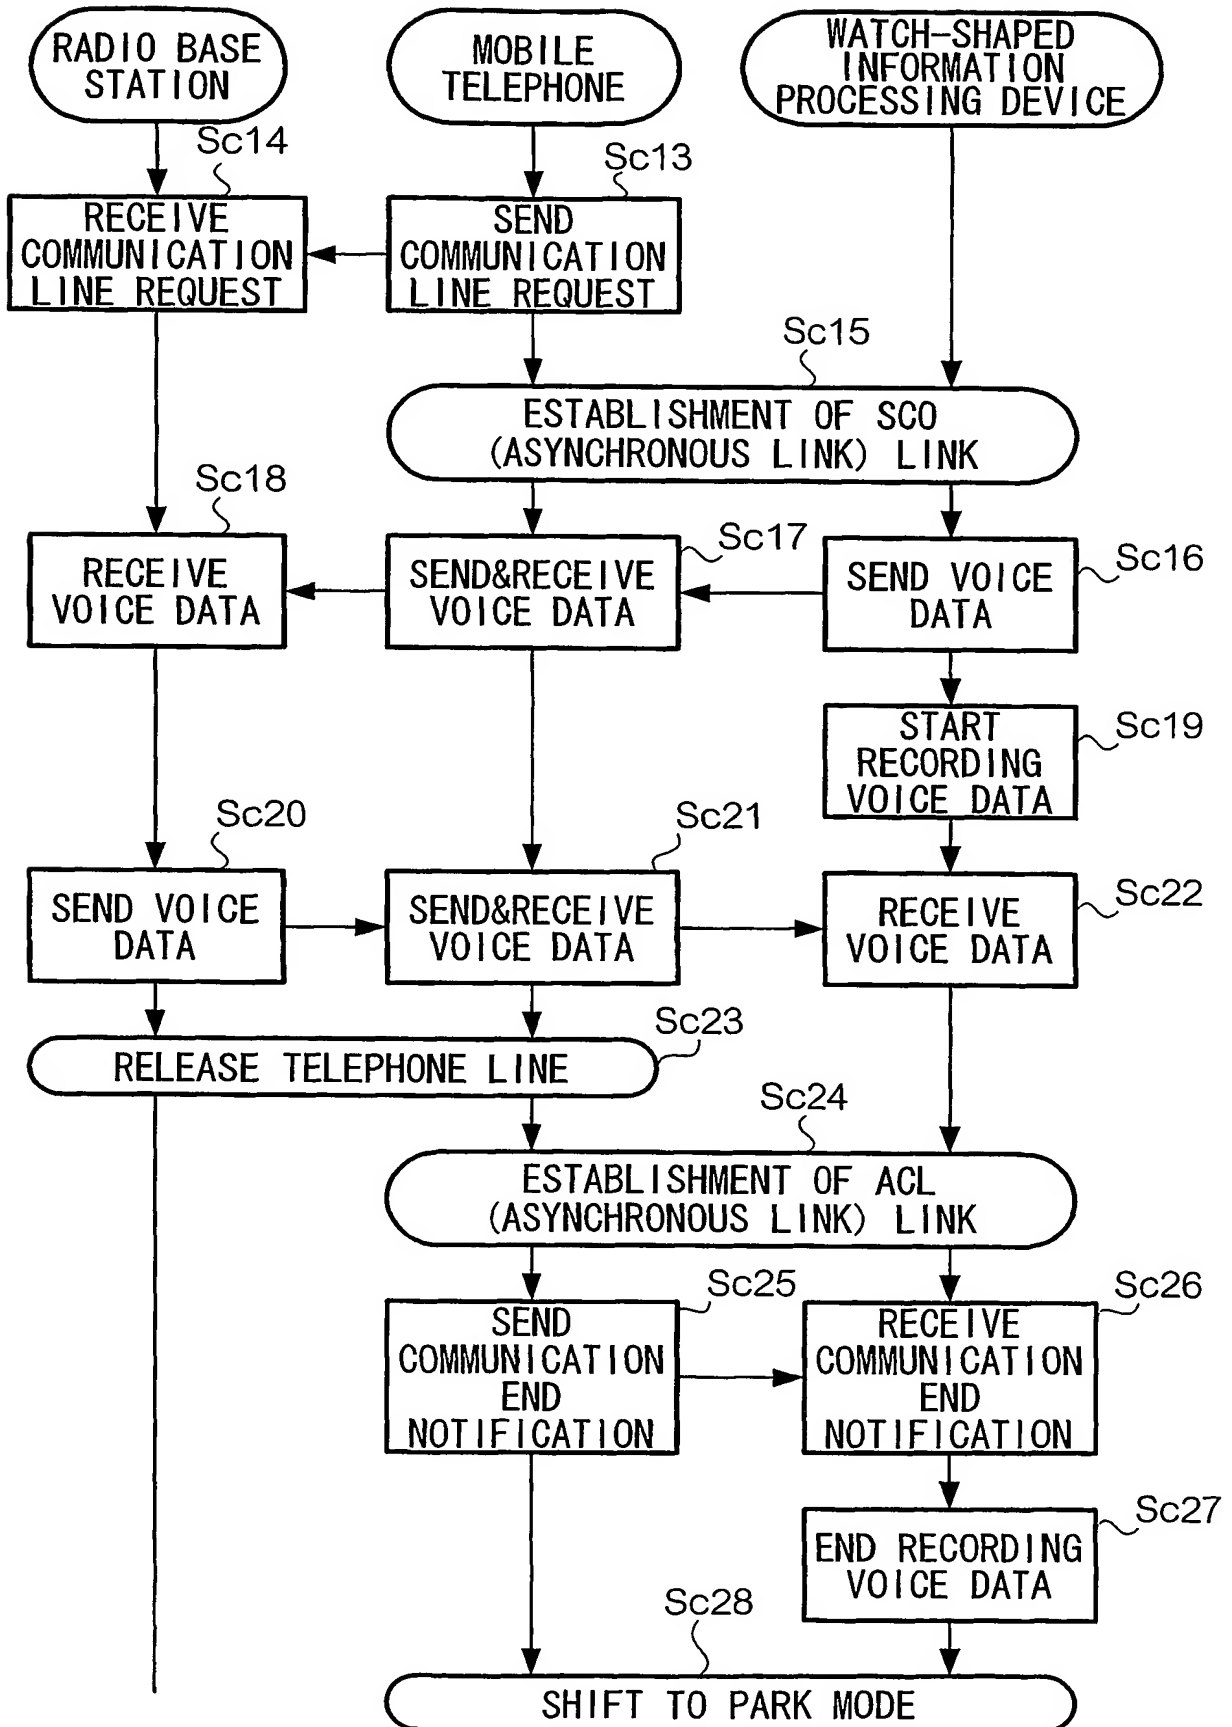 RADIO BASE
STATION
MOBILE
TELEPHONE
WATCH-SHAPED
INFORMATION
PROCESSING DEVICE
Sc14
Sc13
RECEIVE
COMMUNICATION
LINE REQUEST
SEND
COMMUNICATION
LINE REQUEST
Sc15
ESTABLISHMENT OF SCO
(ASYNCHRONOUS LINK) LINK
Sc18
Sc17
Sc16
RECEIVE
VOICE DATA
SEND&RECEIVE
VOICE DATA
SEND VOICE
DATA
Sc19
START
RECORDING
VOICE DATA
Sc20
Sc21
Sc22
SEND VOICE
DATA
SEND&RECEIVE
VOICE DATA
RECEIVE
VOICE DATA
Sc23
RELEASE TELEPHONE LINE
Sc24
ESTABLISHMENT OF ACL
(ASYNCHRONOUS LINK) LINK
Sc25
Sc26
SEND
COMMUNICATION
END
NOTIFICATION
RECEIVE
COMMUNICATION
END
NOTIFICATION
Sc27
END RECORDING
VOICE DATA
Sc28
SHIFT TO PARK MODE